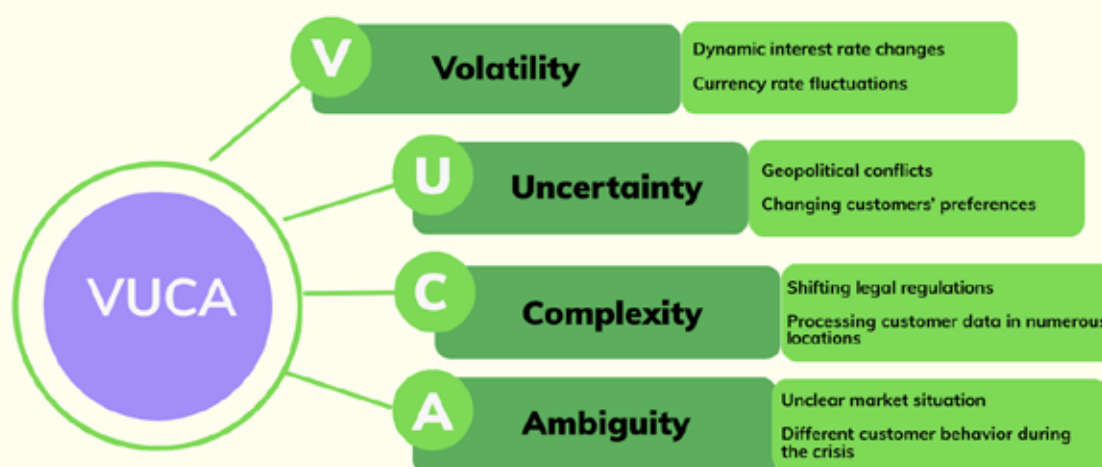 VUCA
V
Volatility
Dynamic interest rate changes
Currency rate fluctuations
U
Uncertainty
Geopolitical conflicts
Changing customers' preferences
C
Complexity
Shifting legal regulations
Processing customer data in numerous
locations
A
Ambiguity
Unclear market situation
Different customer behavior during
the crisis